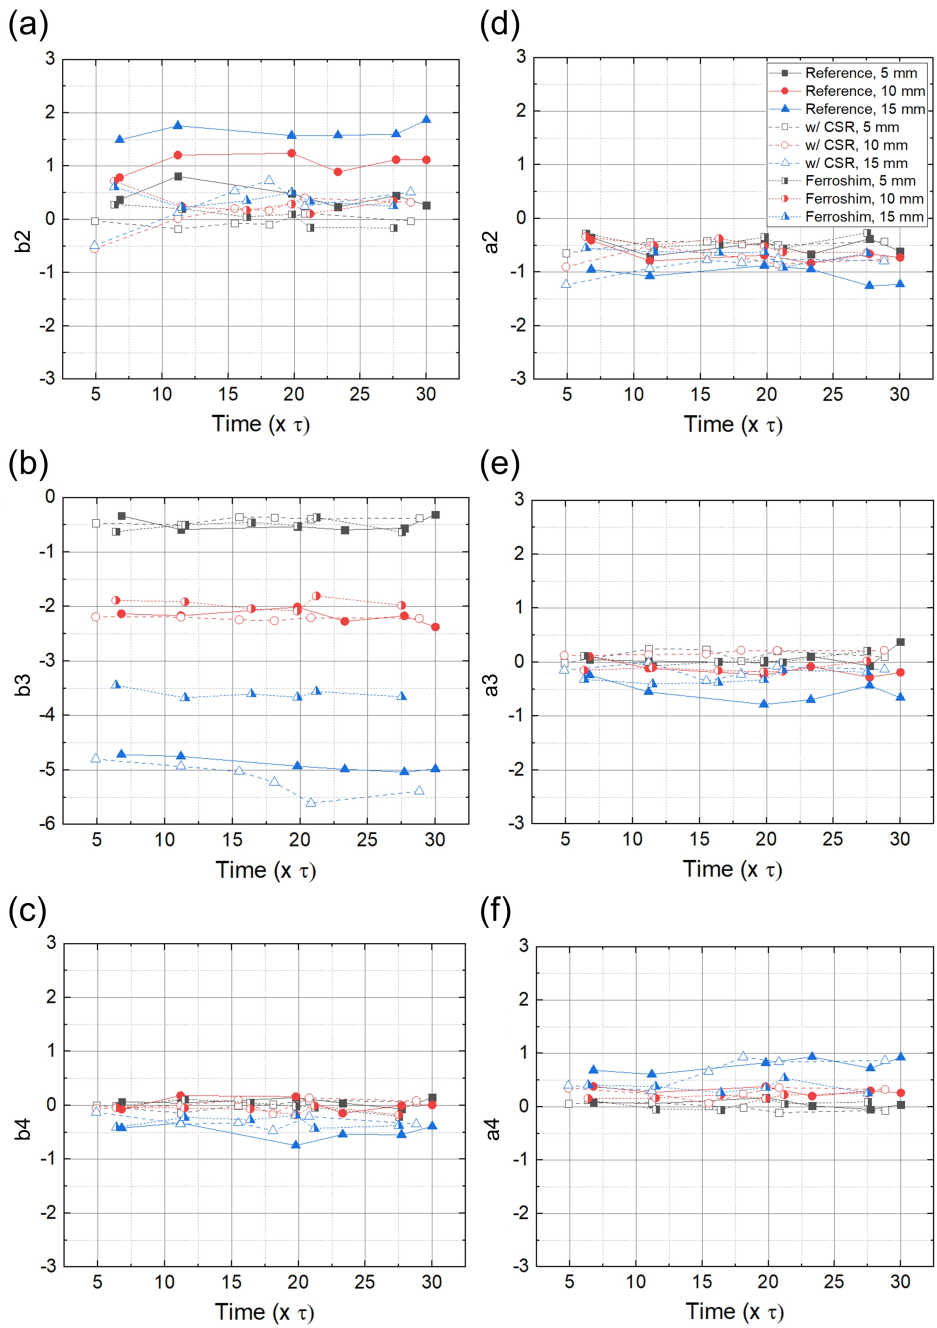 (a)
3
2
1
0
-1
-2
-3
b2
5
10
15
20
25
30
Time (x τ)
(d)
3
2
1
0
-1
-2
-3
a2
Reference, 5 mm
Reference, 10 mm
Reference, 15 mm
w/ CSR, 5 mm
w/ CSR, 10 mm
w/ CSR, 15 mm
Ferroshim, 5 mm
Ferroshim, 10 mm
Ferroshim, 15 mm
5
10
15
20
25
30
Time (x τ)
(b)
0
-1
-2
-3
-4
-5
-6
b3
5
10
15
20
25
30
Time (x τ)
(e)
3
2
1
0
-1
-2
-3
a3
5
10
15
20
25
30
Time (x τ)
(c)
3
2
1
0
-1
-2
-3
b4
5
10
15
20
25
30
Time (x τ)
(f)
3
2
1
0
-1
-2
-3
a4
5
10
15
20
25
30
Time (x τ)